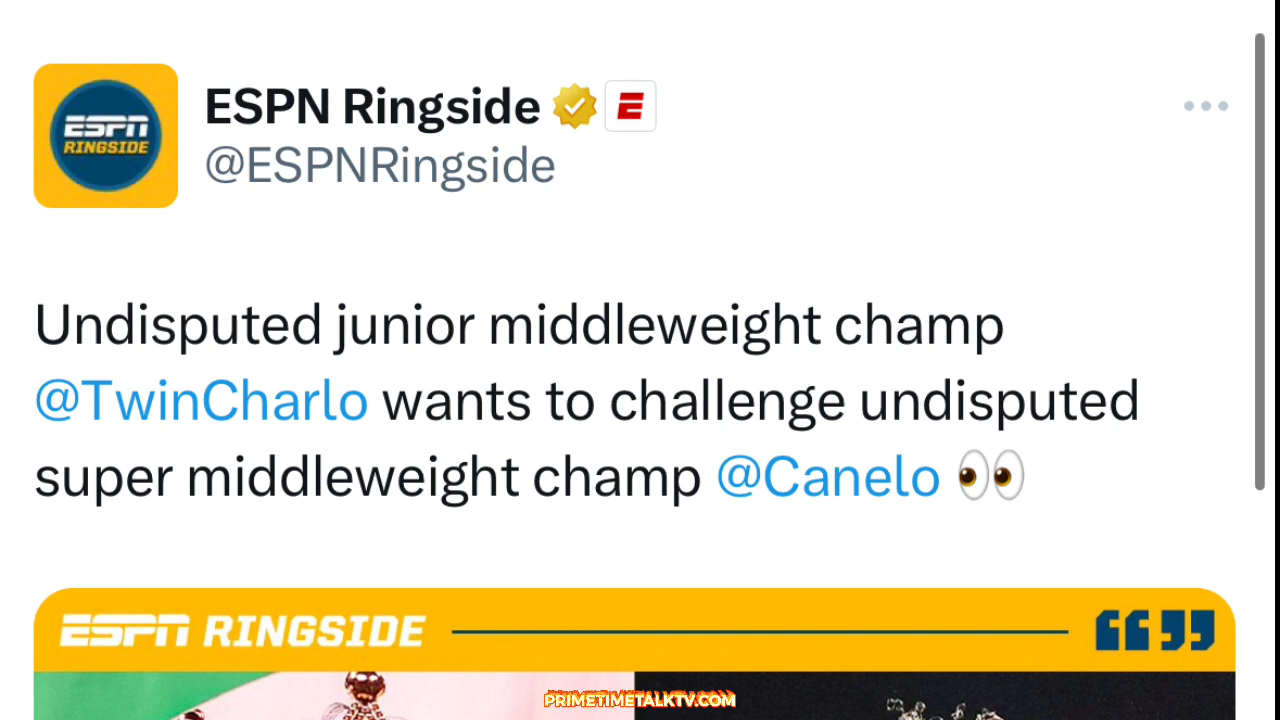 ESPN Ringside
@ESPNRingside
ESPN
RINGSIDE
Undisputed junior middleweight champ
@TwinCharlo wants to challenge undisputed
super middleweight champ @Canelo 👀
ESPN RINGSIDE
PRIMETIMETALKTV.COM